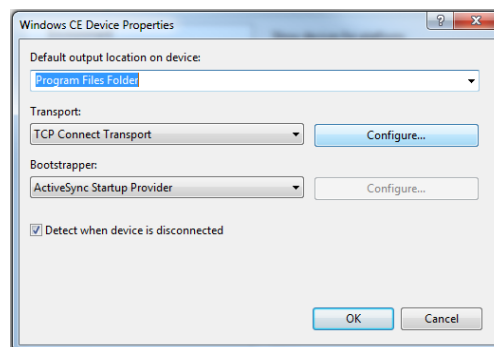 Windows CE Device Properties
Default output location on device:
Program Files Folder
Transport:
TCP Connect Transport
Configure...
Bootstrapper:
ActiveSync Startup Provider
Configure...
Detect when device is disconnected
OK
Cancel